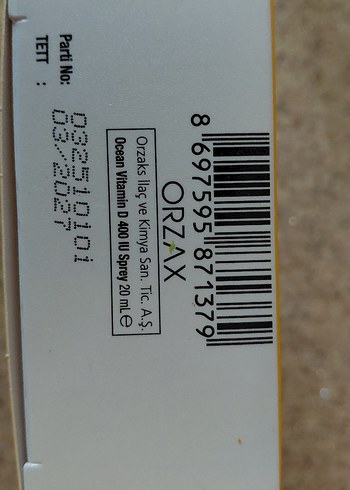 8 697595 871379
ORZAX
Orzaks İlaç ve Kimya San. Tic. A.Ş.
Ocean Vitamin D 400 IU Sprey 20 mL ℮
Parti No: 032510101
TETT : 03/2027